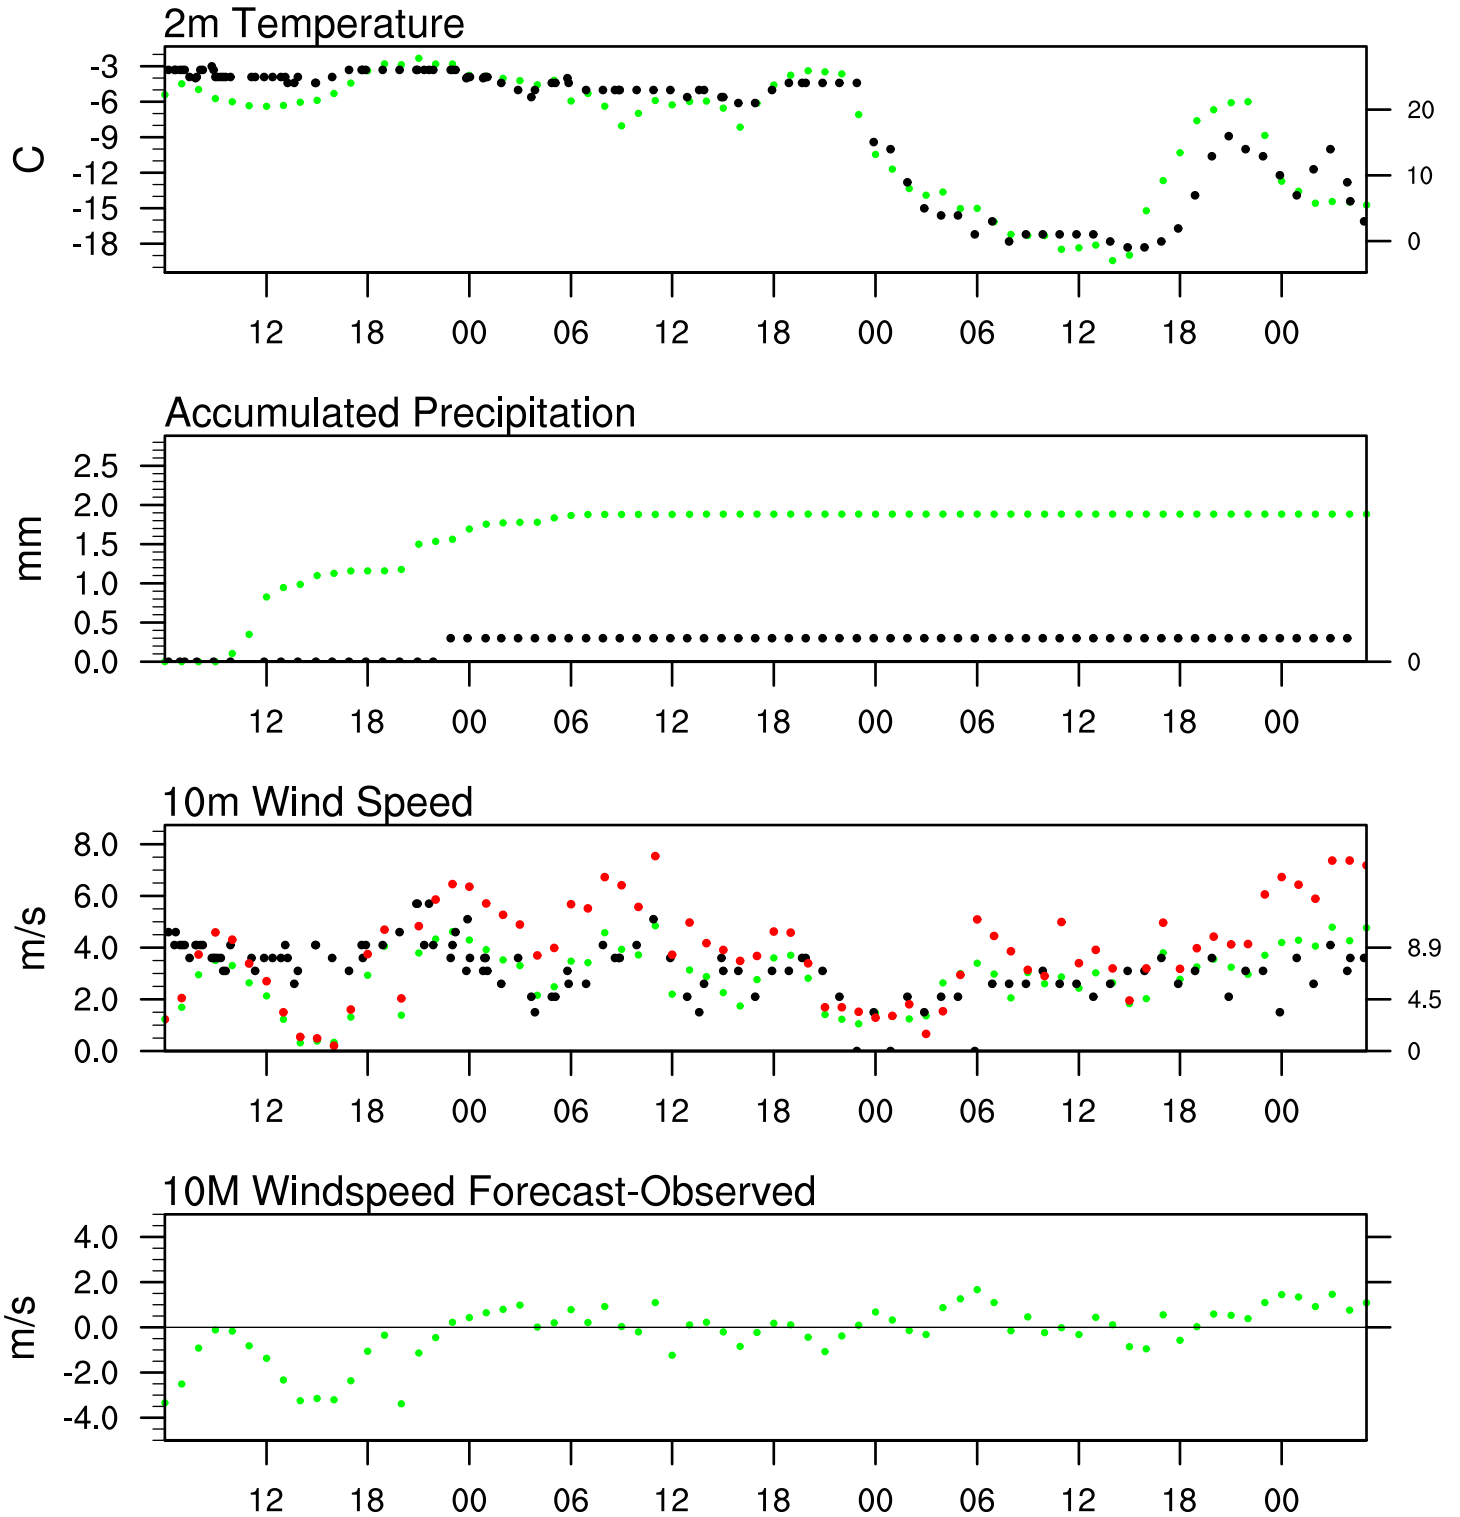 2m Temperature
-3
-6
-9
-12
-15
-18
C
20
10
0
12 18 00 06 12 18 00 06 12 18 00
Accumulated Precipitation
2.5
2.0
1.5
1.0
0.5
0.0
mm
0
12 18 00 06 12 18 00 06 12 18 00
10m Wind Speed
8.0
6.0
4.0
2.0
0.0
m/s
8.9
4.5
0
12 18 00 06 12 18 00 06 12 18 00
10M Windspeed Forecast-Observed
4.0
2.0
0.0
-2.0
-4.0
m/s
12 18 00 06 12 18 00 06 12 18 00